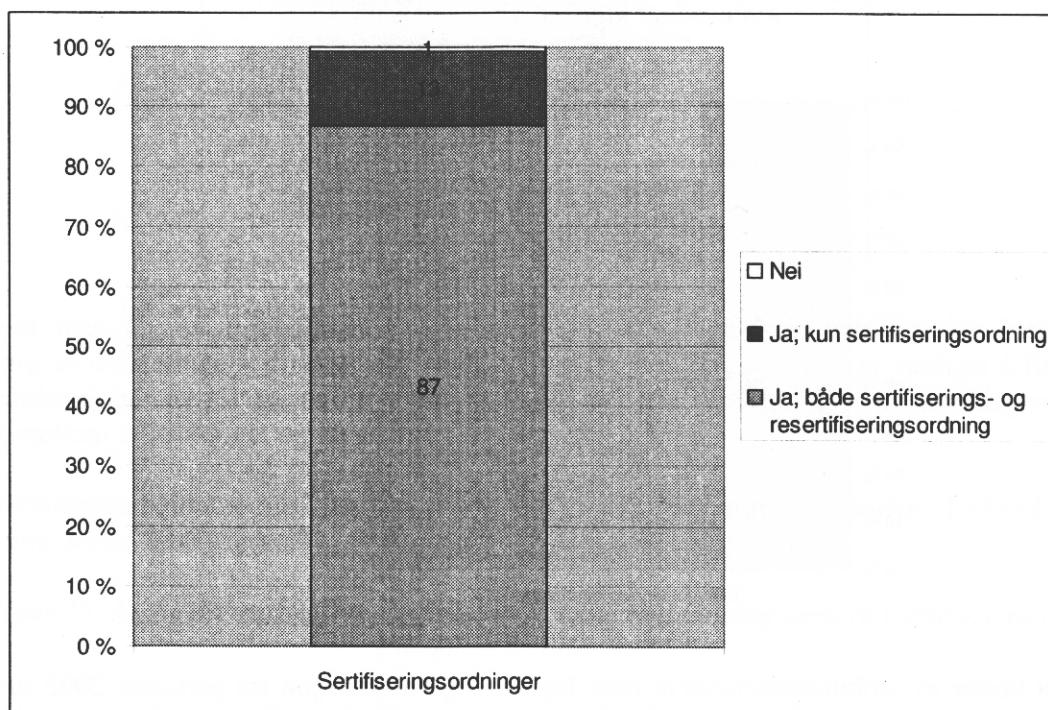 100 %
90 %
80 %
70 %
60 %
50 %
40 %
30 %
20 %
10 %
0 %
1
13
87
Sertifiseringsordninger
Nei
Ja; kun sertifiseringsordning
Ja; både sertifiserings- og
resertifiseringsordning